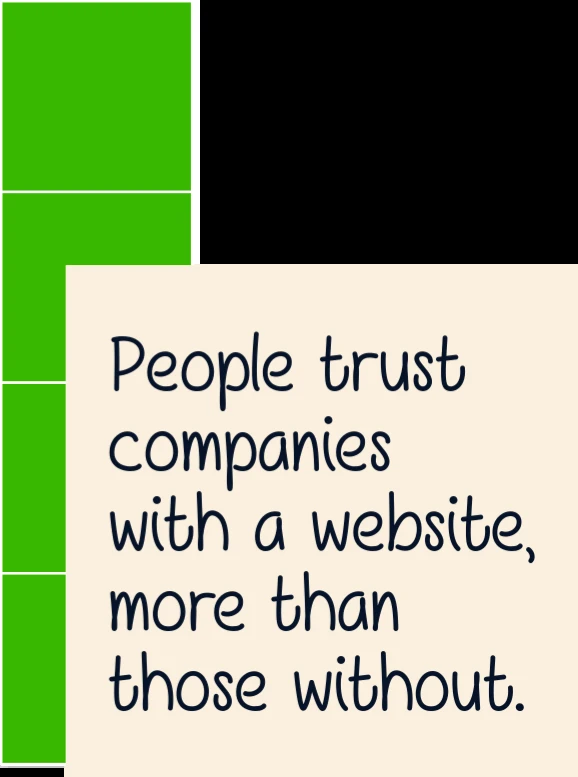 People trust
companies
with a website,
more than
those without.